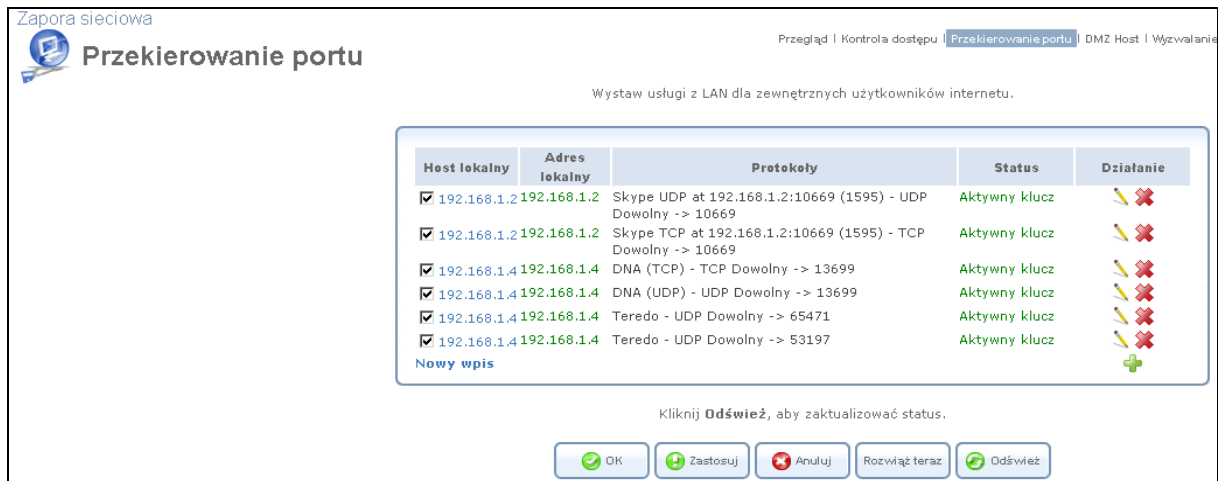 Zapora sieciowa
Przekierowanie portu
Przegląd | Kontrola dostępu | Przekierowanie portu | DMZ Host | Wyzwalanie
Wystaw usługi z LAN dla zewnętrznych użytkowników internetu.
Host lokalny Adres lokalny Protokoły Status Działanie
192.168.1.2 192.168.1.2 Skype UDP at 192.168.1.2:10669 (1595) - UDP Aktywny klucz
Dowolny -> 10669
192.168.1.2 192.168.1.2 Skype TCP at 192.168.1.2:10669 (1595) - TCP Aktywny klucz
Dowolny -> 10669
192.168.1.4 192.168.1.4 DNA (TCP) - TCP Dowolny -> 13699 Aktywny klucz
192.168.1.4 192.168.1.4 DNA (UDP) - UDP Dowolny -> 13699 Aktywny klucz
192.168.1.4 192.168.1.4 Teredo - UDP Dowolny -> 65471 Aktywny klucz
192.168.1.4 192.168.1.4 Teredo - UDP Dowolny -> 53197 Aktywny klucz
Nowy wpis
Kliknij Odśwież, aby zaktualizować status.
OK Zastosuj Anuluj Rozwiąż teraz Odśwież